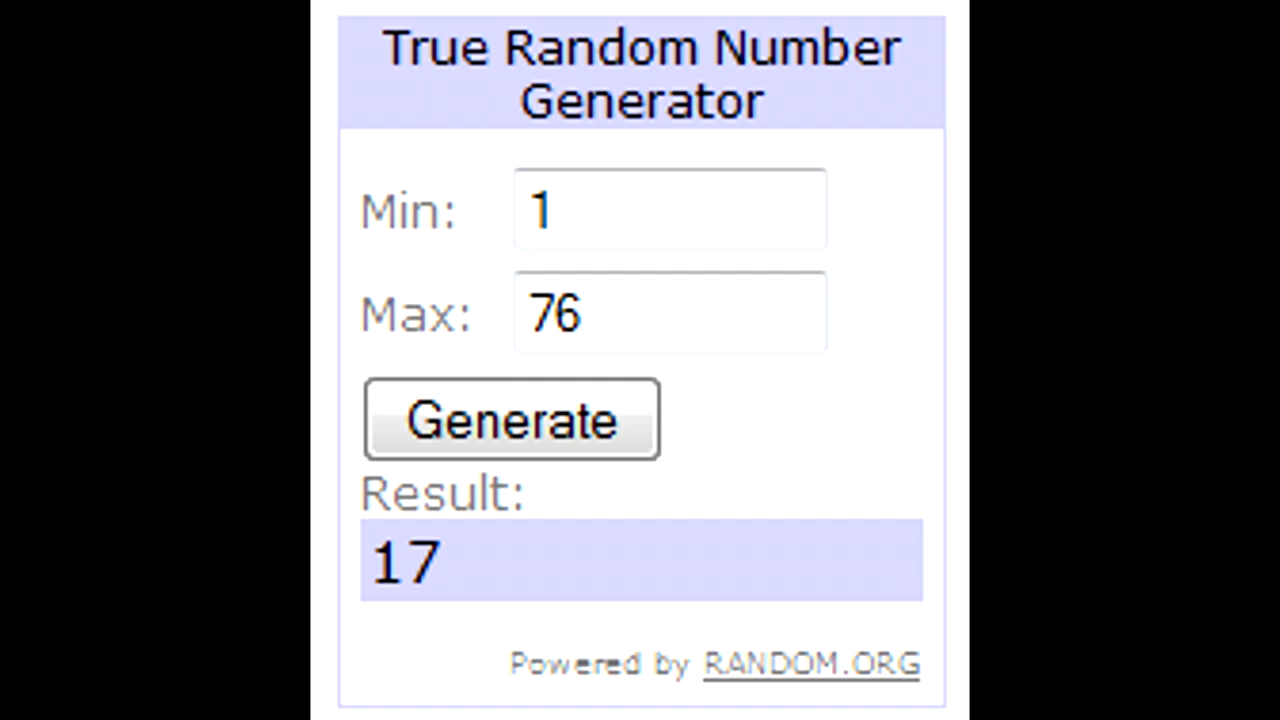 True Random Number
Generator
Min: 1
Max: 76
Generate
Result:
17
Powered by RANDOM.ORG